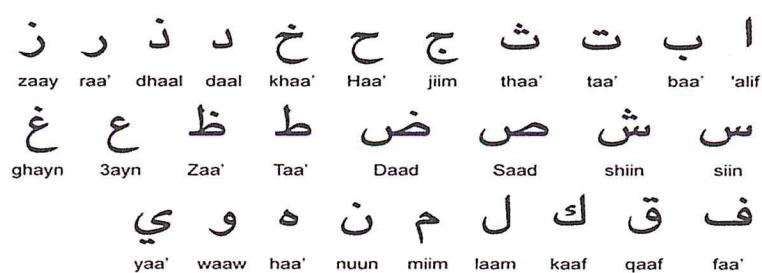 ا ب ت ث ج ح خ د ذ ر ز
'alif baa' taa' thaa' jiim Haa' khaa' daal dhaal raa' zaay
س ش ص ض ط ظ ع غ
siin shiin Saad Daad Taa' Zaa' 3ayn ghayn
ف ق ك ل م ن ه و ي
faa' qaaf kaaf laam miim nuun haa' waaw yaa'